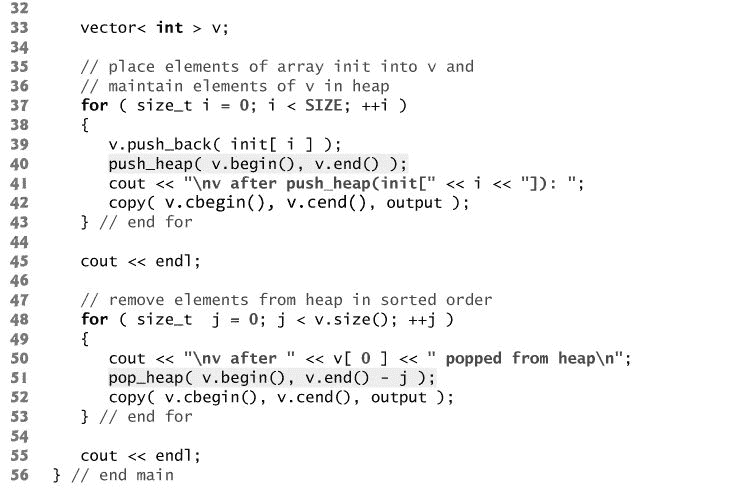 32
33 vector< int > v;
34
35 // place elements of array init into v and
36 // maintain elements of v in heap
37 for ( size_t i = 0; i < SIZE; ++i )
38 {
39 v.push_back( init[ i ] );
40 push_heap( v.begin(), v.end() );
41 cout << "\nv after push_heap(init[" << i << "]): ";
42 copy( v.cbegin(), v.cend(), output );
43 } // end for
44
45 cout << endl;
46
47 // remove elements from heap in sorted order
48 for ( size_t j = 0; j < v.size(); ++j )
49 {
50 cout << "\nv after " << v[ 0 ] << " popped from heap\n";
51 pop_heap( v.begin(), v.end() - j );
52 copy( v.cbegin(), v.cend(), output );
53 } // end for
54
55 cout << endl;
56 } // end main